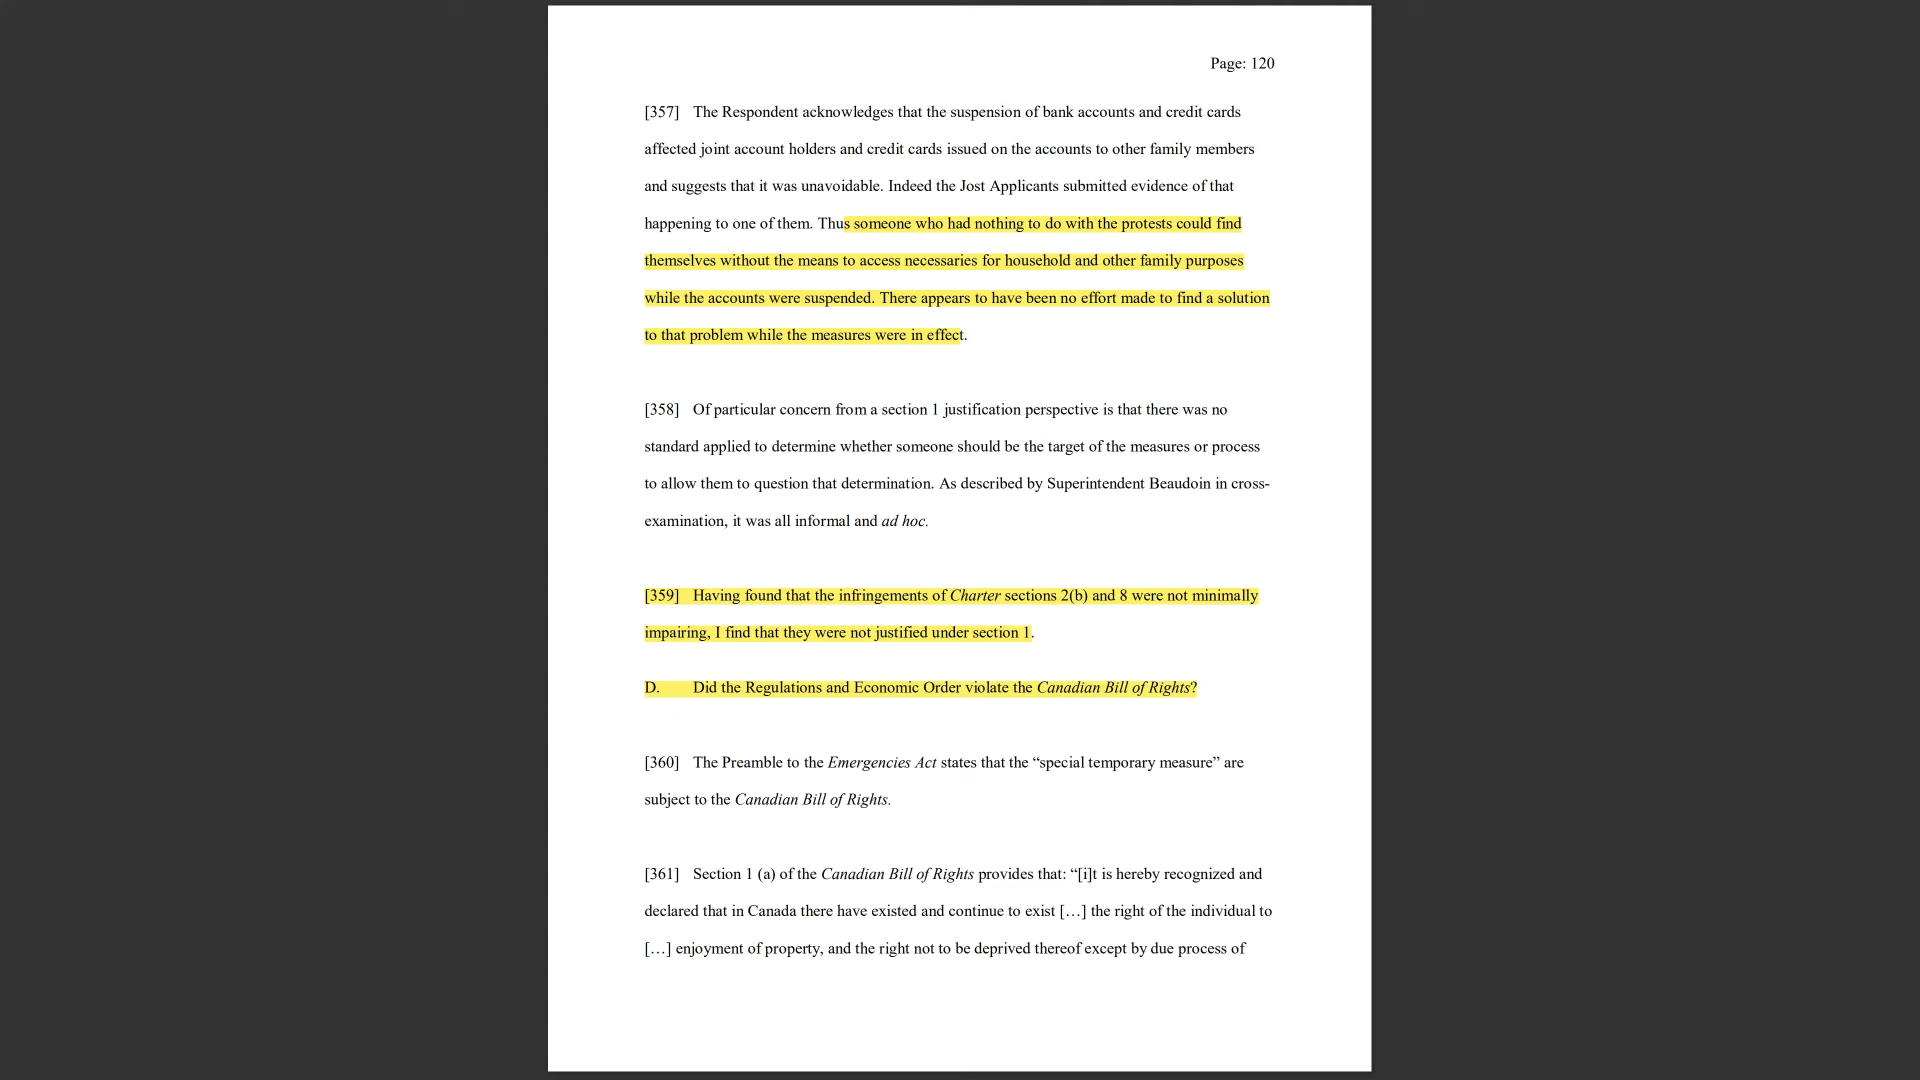 Page: 120
[357] The Respondent acknowledges that the suspension of bank accounts and credit cards
affected joint account holders and credit cards issued on the accounts to other family members
and suggests that it was unavoidable. Indeed the Jost Applicants submitted evidence of that
happening to one of them. Thus someone who had nothing to do with the protests could find
themselves without the means to access necessaries for household and other family purposes
while the accounts were suspended. There appears to have been no effort made to find a solution
to that problem while the measures were in effect.
[358] Of particular concern from a section 1 justification perspective is that there was no
standard applied to determine whether someone should be the target of the measures or process
to allow them to question that determination. As described by Superintendent Beaudoin in cross-
examination, it was all informal and ad hoc.
[359] Having found that the infringements of Charter sections 2(b) and 8 were not minimally
impairing, I find that they were not justified under section 1.
D. Did the Regulations and Economic Order violate the Canadian Bill of Rights?
[360] The Preamble to the Emergencies Act states that the “special temporary measure” are
subject to the Canadian Bill of Rights.
[361] Section 1 (a) of the Canadian Bill of Rights provides that: “[i]t is hereby recognized and
declared that in Canada there have existed and continue to exist […] the right of the individual to
[…] enjoyment of property, and the right not to be deprived thereof except by due process of